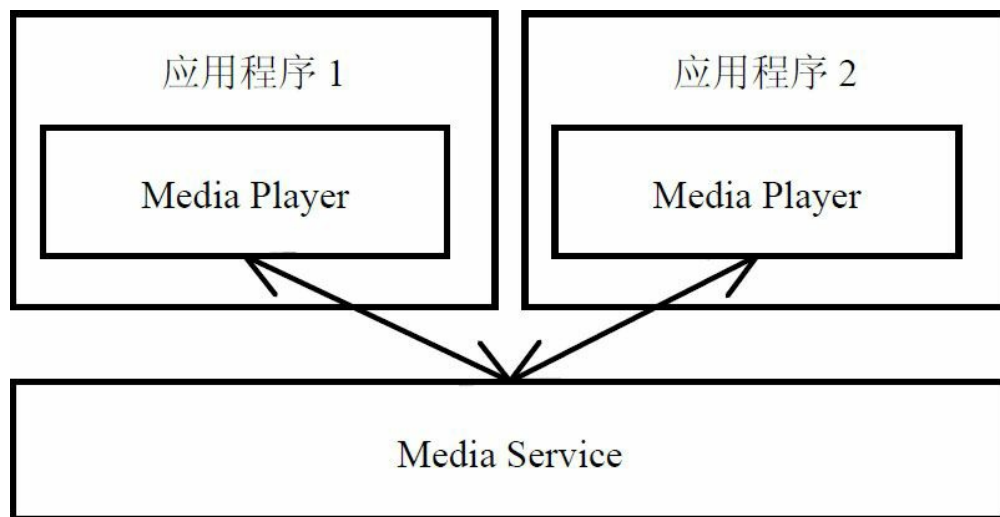 应用程序 1
应用程序 2
Media Player
Media Player
Media Service